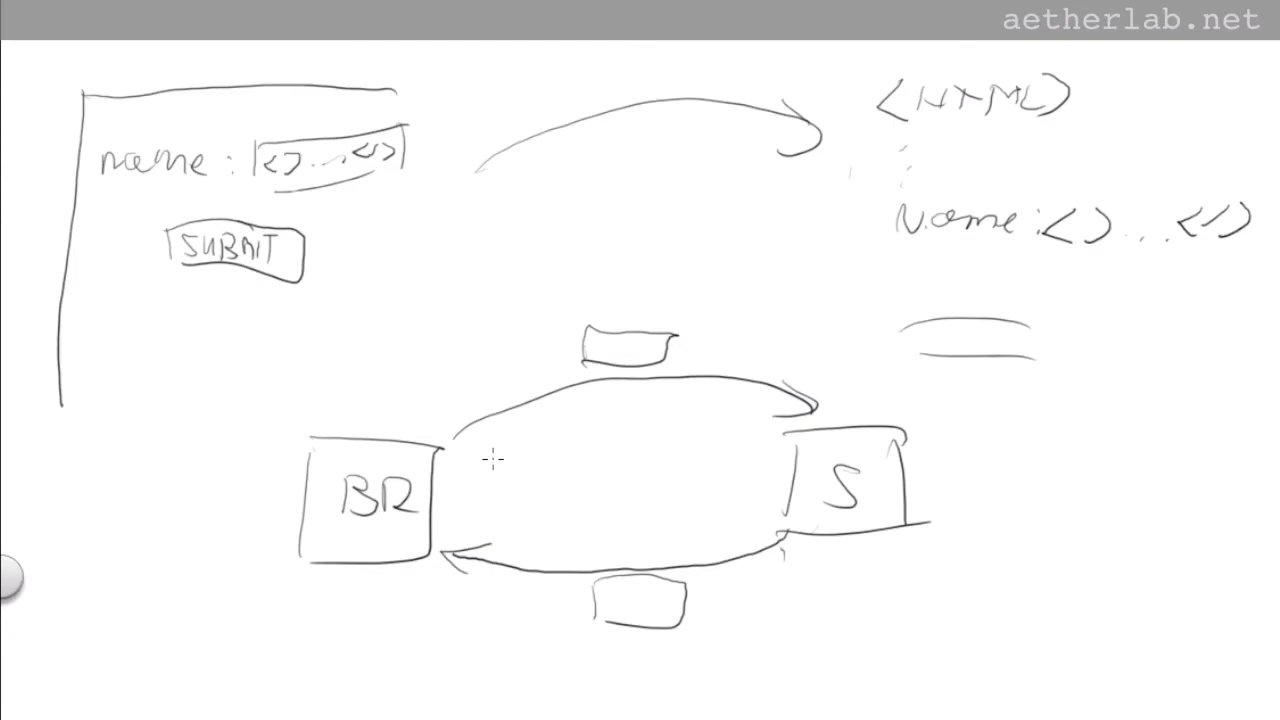 aetherlab.net
<HTML>
name: <>...</>
Name: <>...</>
SUBMIT
BR
S